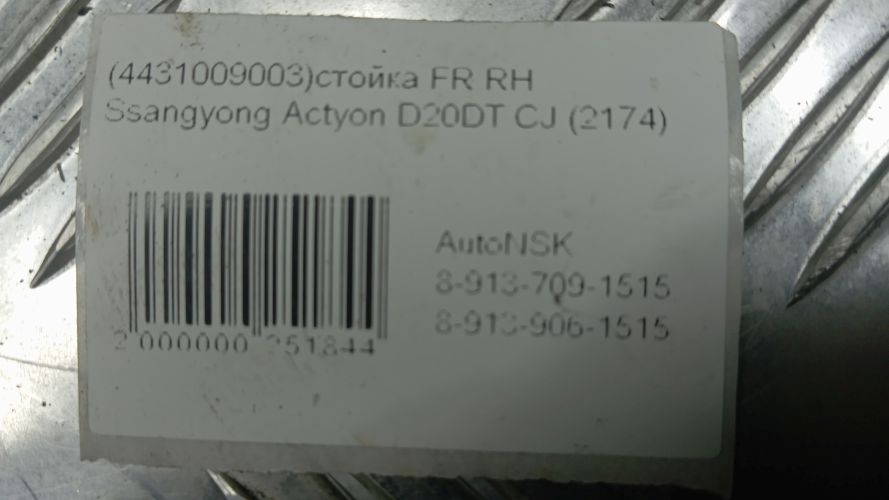 (4431009003)стойка FR RH
Ssangyong Actyon D20DT CJ (2174)
AutoNSK
8-913-709-1515
8-913-906-1515
2 000000 251844